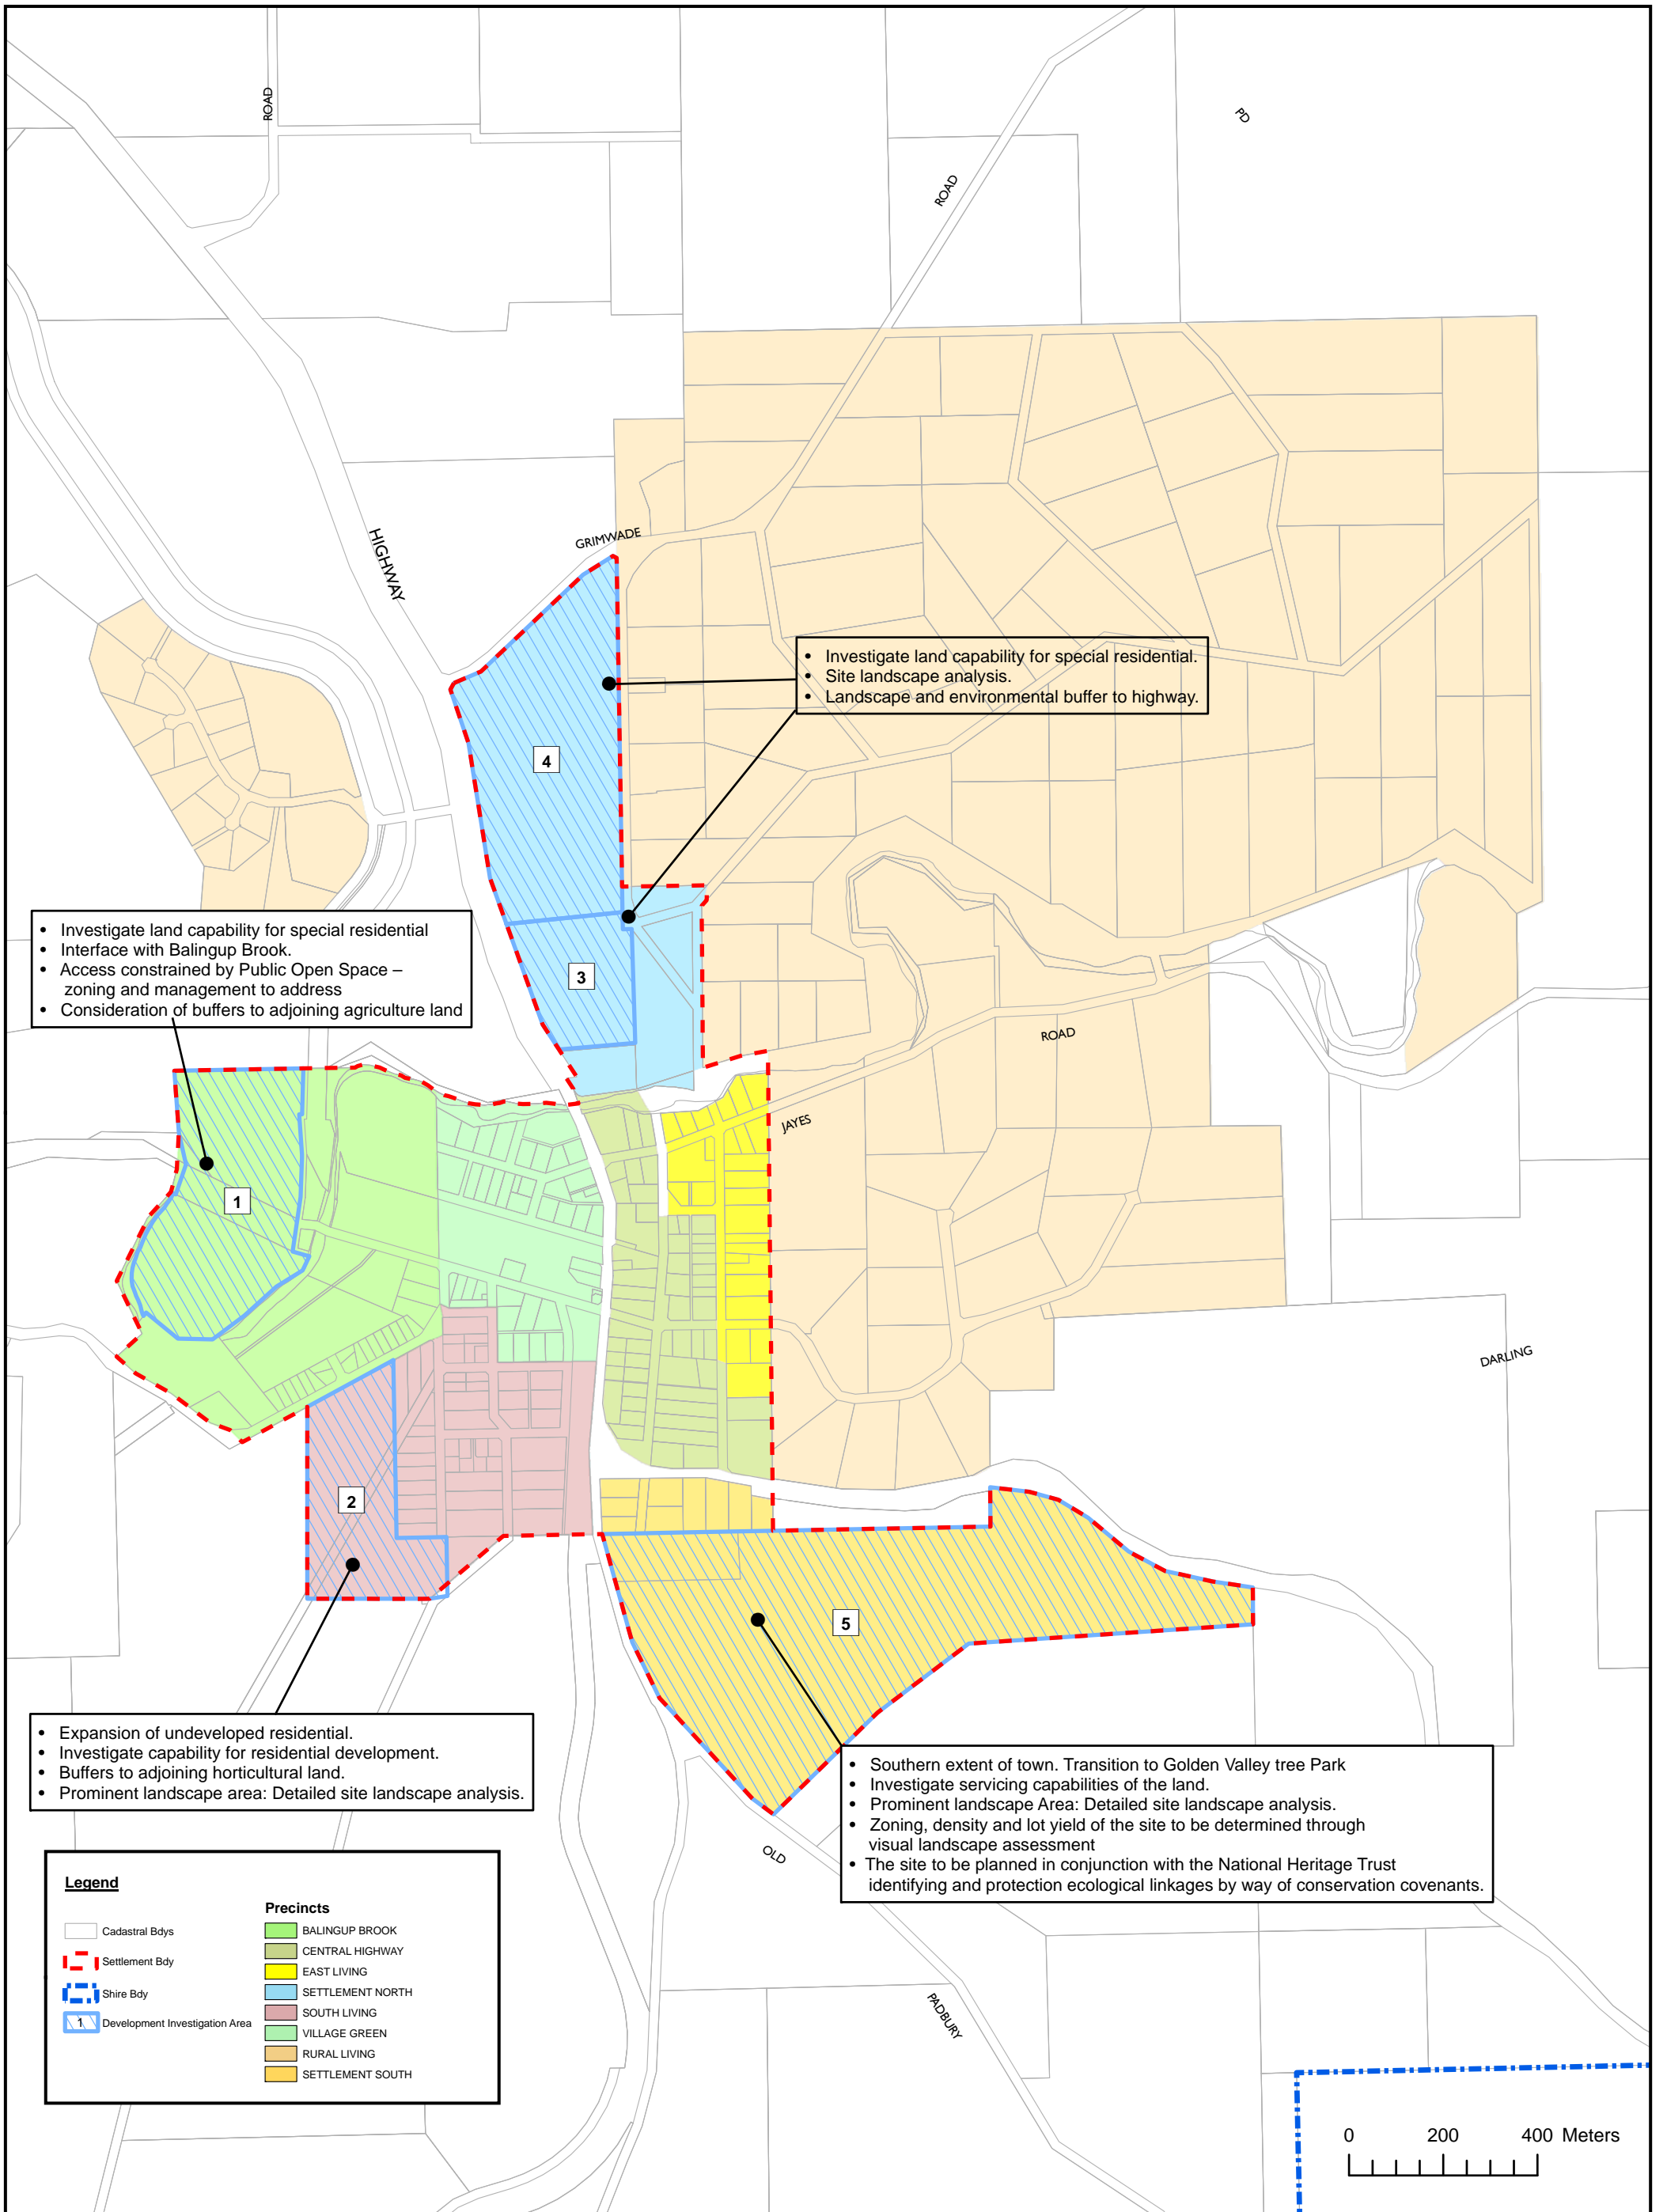 ROAD
PD
ROAD
HIGHWAY
GRIMWADE
• Investigate land capability for special residential.
• Site landscape analysis.
• Landscape and environmental buffer to highway.
4
3
• Investigate land capability for special residential
• Interface with Balingup Brook.
• Access constrained by Public Open Space –
zoning and management to address
• Consideration of buffers to adjoining agriculture land
ROAD
JAYES
1
DARLING
2
5
• Expansion of undeveloped residential.
• Investigate capability for residential development.
• Buffers to adjoining horticultural land.
• Prominent landscape area: Detailed site landscape analysis.
• Southern extent of town. Transition to Golden Valley tree Park
• Investigate servicing capabilities of the land.
• Prominent landscape Area: Detailed site landscape analysis.
• Zoning, density and lot yield of the site to be determined through
visual landscape assessment
• The site to be planned in conjunction with the National Heritage Trust
identifying and protection ecological linkages by way of conservation covenants.
OLD
PADBURY
Legend
Cadastral Bdys
Settlement Bdy
Shire Bdy
1 Development Investigation Area
Precincts
BALINGUP BROOK
CENTRAL HIGHWAY
EAST LIVING
SETTLEMENT NORTH
SOUTH LIVING
VILLAGE GREEN
RURAL LIVING
SETTLEMENT SOUTH
0 200 400 Meters